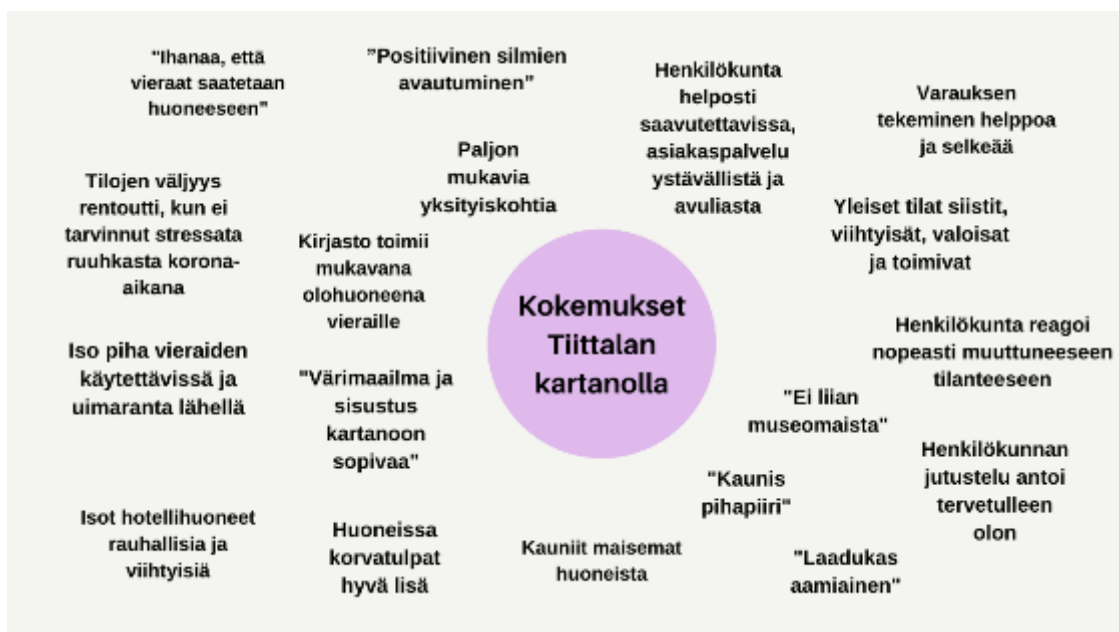 "Ihanaa, että
vieraat saatetaan
huoneeseen"
”Positiivinen silmien
avautuminen”
Henkilökunta
helposti
saavutettavissa,
asiakaspalvelu
ystävällistä ja
avuliasta
Varauksen
tekeminen helppoa
ja selkeää
Paljon
mukavia
yksityiskohtia
Tilojen väljyys
rentoutti, kun ei
tarvinnut stressata
ruuhkasta korona-
aikana
Yleiset tilat siistit,
viihtyisät, valoisat
ja toimivat
Kirjasto toimii
mukavana
olohuoneena
vieraille
Kokemukset
Tiittalan
kartanolla
Henkilökunta reagoi
nopeasti muuttuneeseen
tilanteeseen
Iso piha vieraiden
käytettävissä ja
uimaranta lähellä
"Värimaailma ja
sisustus
kartanoon
sopivaa"
"Ei liian
museomaista"
Henkilökunnan
jutustelu antoi
tervetulleen
olon
"Kaunis
pihapiiri"
Isot hotellihuoneet
rauhallisia ja
viihtyisiä
Huoneissa
korvatulpat
hyvä lisä
Kauniit maisemat
huoneista
"Laadukas
aamiainen"